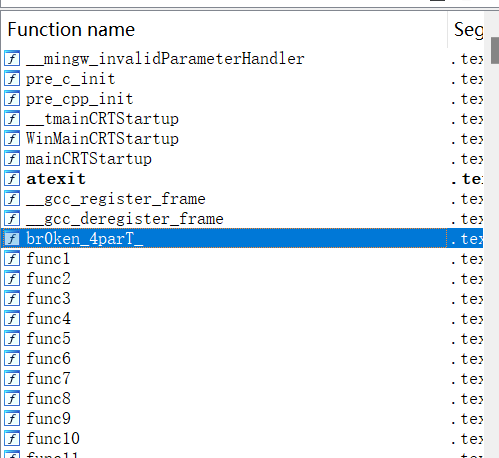 Function name Seg
__mingw_invalidParameterHandler .tex
pre_c_init .tex
pre_cpp_init .tex
__tmainCRTStartup .tex
WinMainCRTStartup .tex
mainCRTStartup .tex
atexit .te
__gcc_register_frame .tex
__gcc_deregister_frame .tex
br0ken_4parT_ .tex
func1 .tex
func2 .tex
func3 .tex
func4 .tex
func5 .tex
func6 .tex
func7 .tex
func8 .tex
func9 .tex
func10 .tex